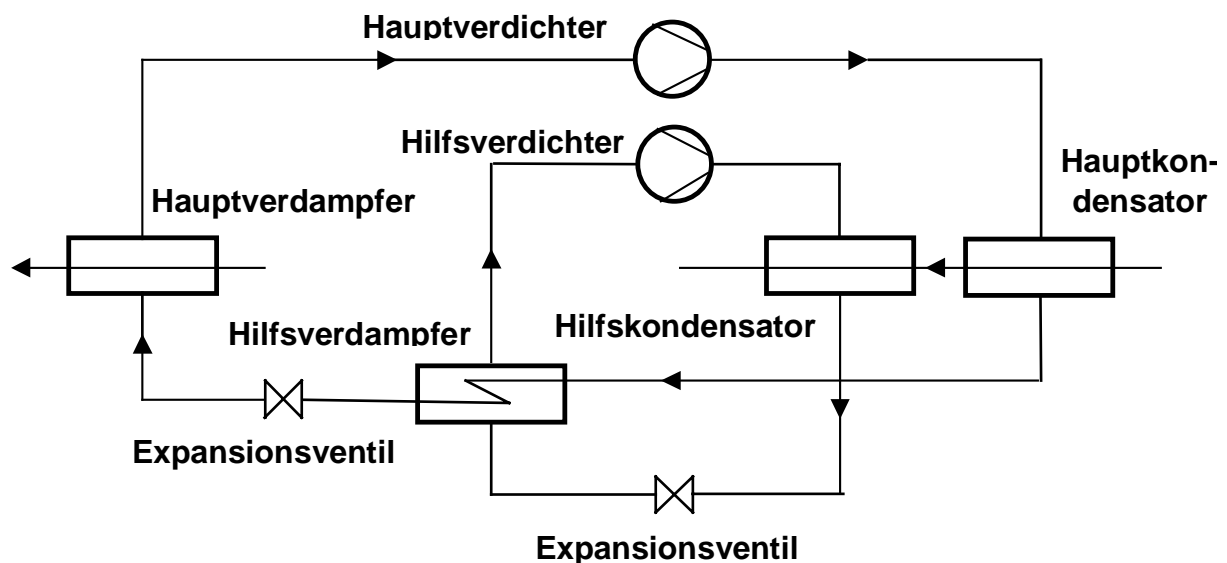 Hauptverdichter
Hilfsverdichter
Hauptkon-
densator
Hauptverdampfer
Hilfsverdampfer
Hilfskondensator
Expansionsventil
Expansionsventil